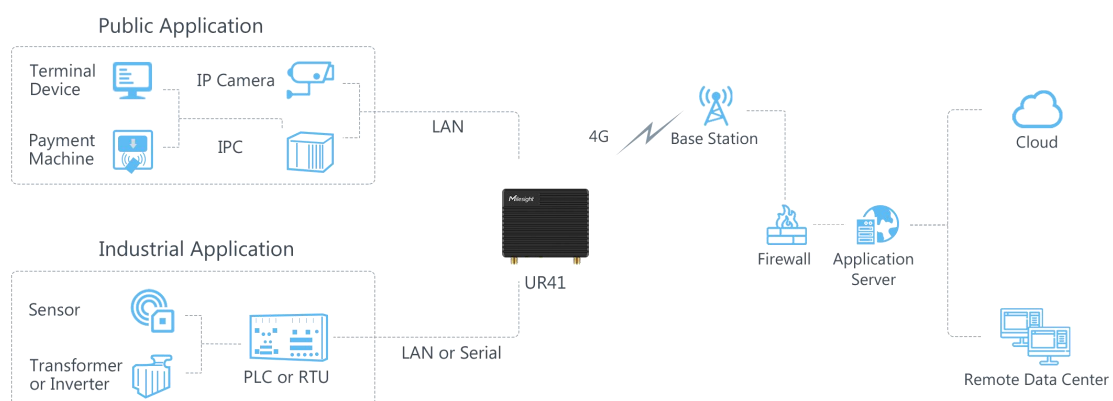 Public Application
Terminal
Device
IP Camera
Payment
Machine
IPC
LAN
4G
Base Station
Cloud
Milesight
UR41
Firewall
Application
Server
Industrial Application
Sensor
Transformer
or Inverter
PLC or RTU
LAN or Serial
Remote Data Center